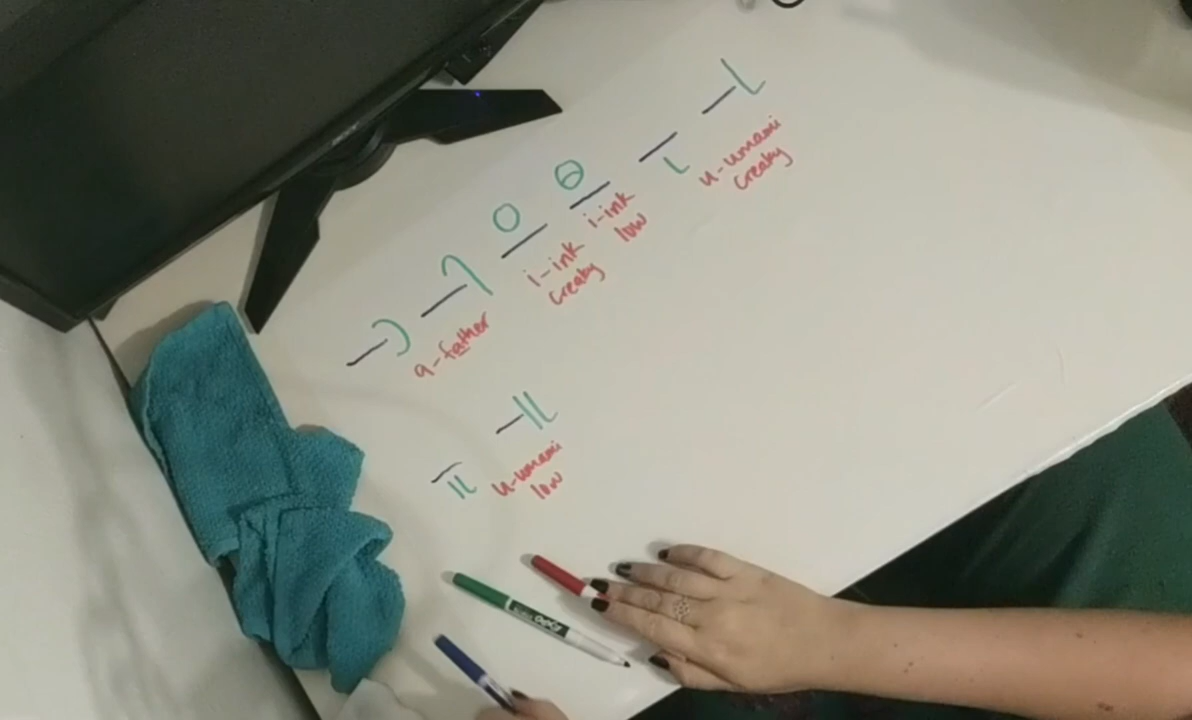 –ာ –ါ –ိ –ီ –ု –ု
a-father
i-ink
creaky
i-ink
low
u-umami
creaky
–ူ –ူ
u-umami
low